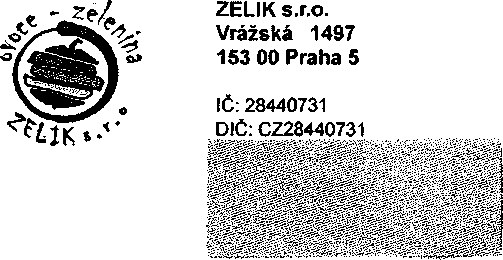 ovoce - zelenina
ZELIK s.r.o
ZELIK s.r.o.
Vrážská 1497
153 00 Praha 5
IČ: 28440731
DIČ: CZ28440731